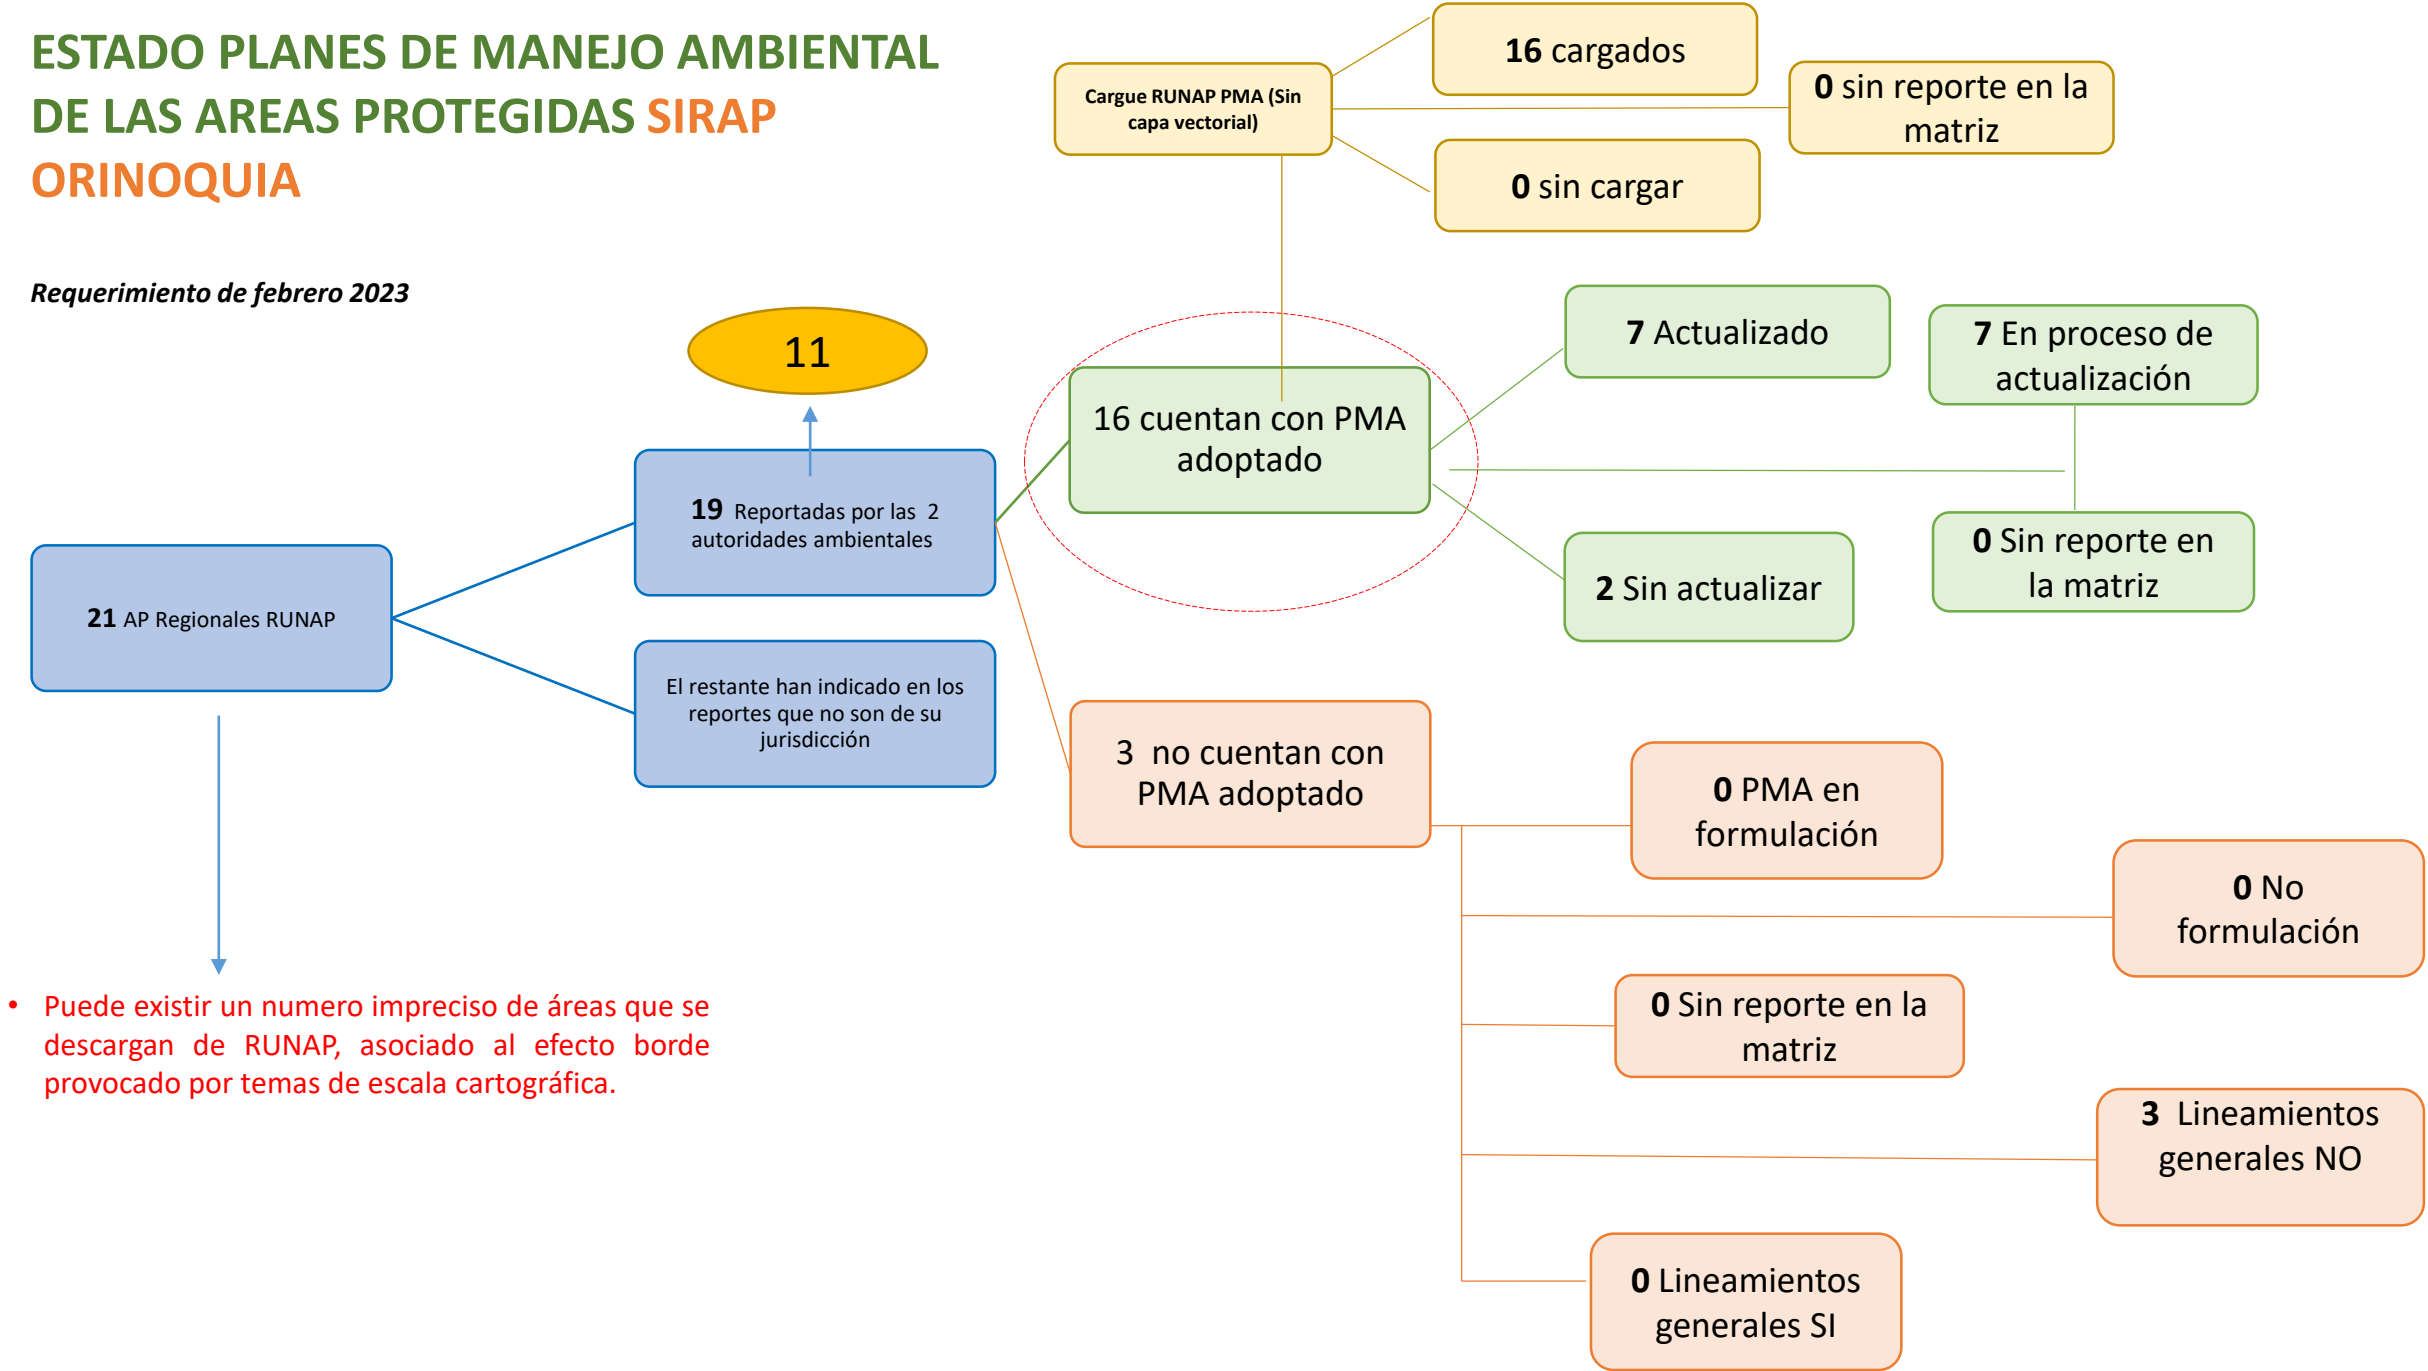 ESTADO PLANES DE MANEJO AMBIENTAL
DE LAS AREAS PROTEGIDAS SIRAP
ORINOQUIA
Requerimiento de febrero 2023
11
21 AP Regionales RUNAP
19 Reportadas por las 2
autoridades ambientales
El restante han indicado en los
reportes que no son de su
jurisdicción
• Puede existir un numero impreciso de áreas que se
descargan de RUNAP, asociado al efecto borde
provocado por temas de escala cartográfica.
Cargue RUNAP PMA (Sin
capa vectorial)
16 cargados
0 sin reporte en la
matriz
0 sin cargar
16 cuentan con PMA
adoptado
7 Actualizado
7 En proceso de
actualización
0 Sin reporte en
la matriz
2 Sin actualizar
3 no cuentan con
PMA adoptado
0 PMA en
formulación
0 No
formulación
0 Sin reporte en la
matriz
3 Lineamientos
generales NO
0 Lineamientos
generales SI